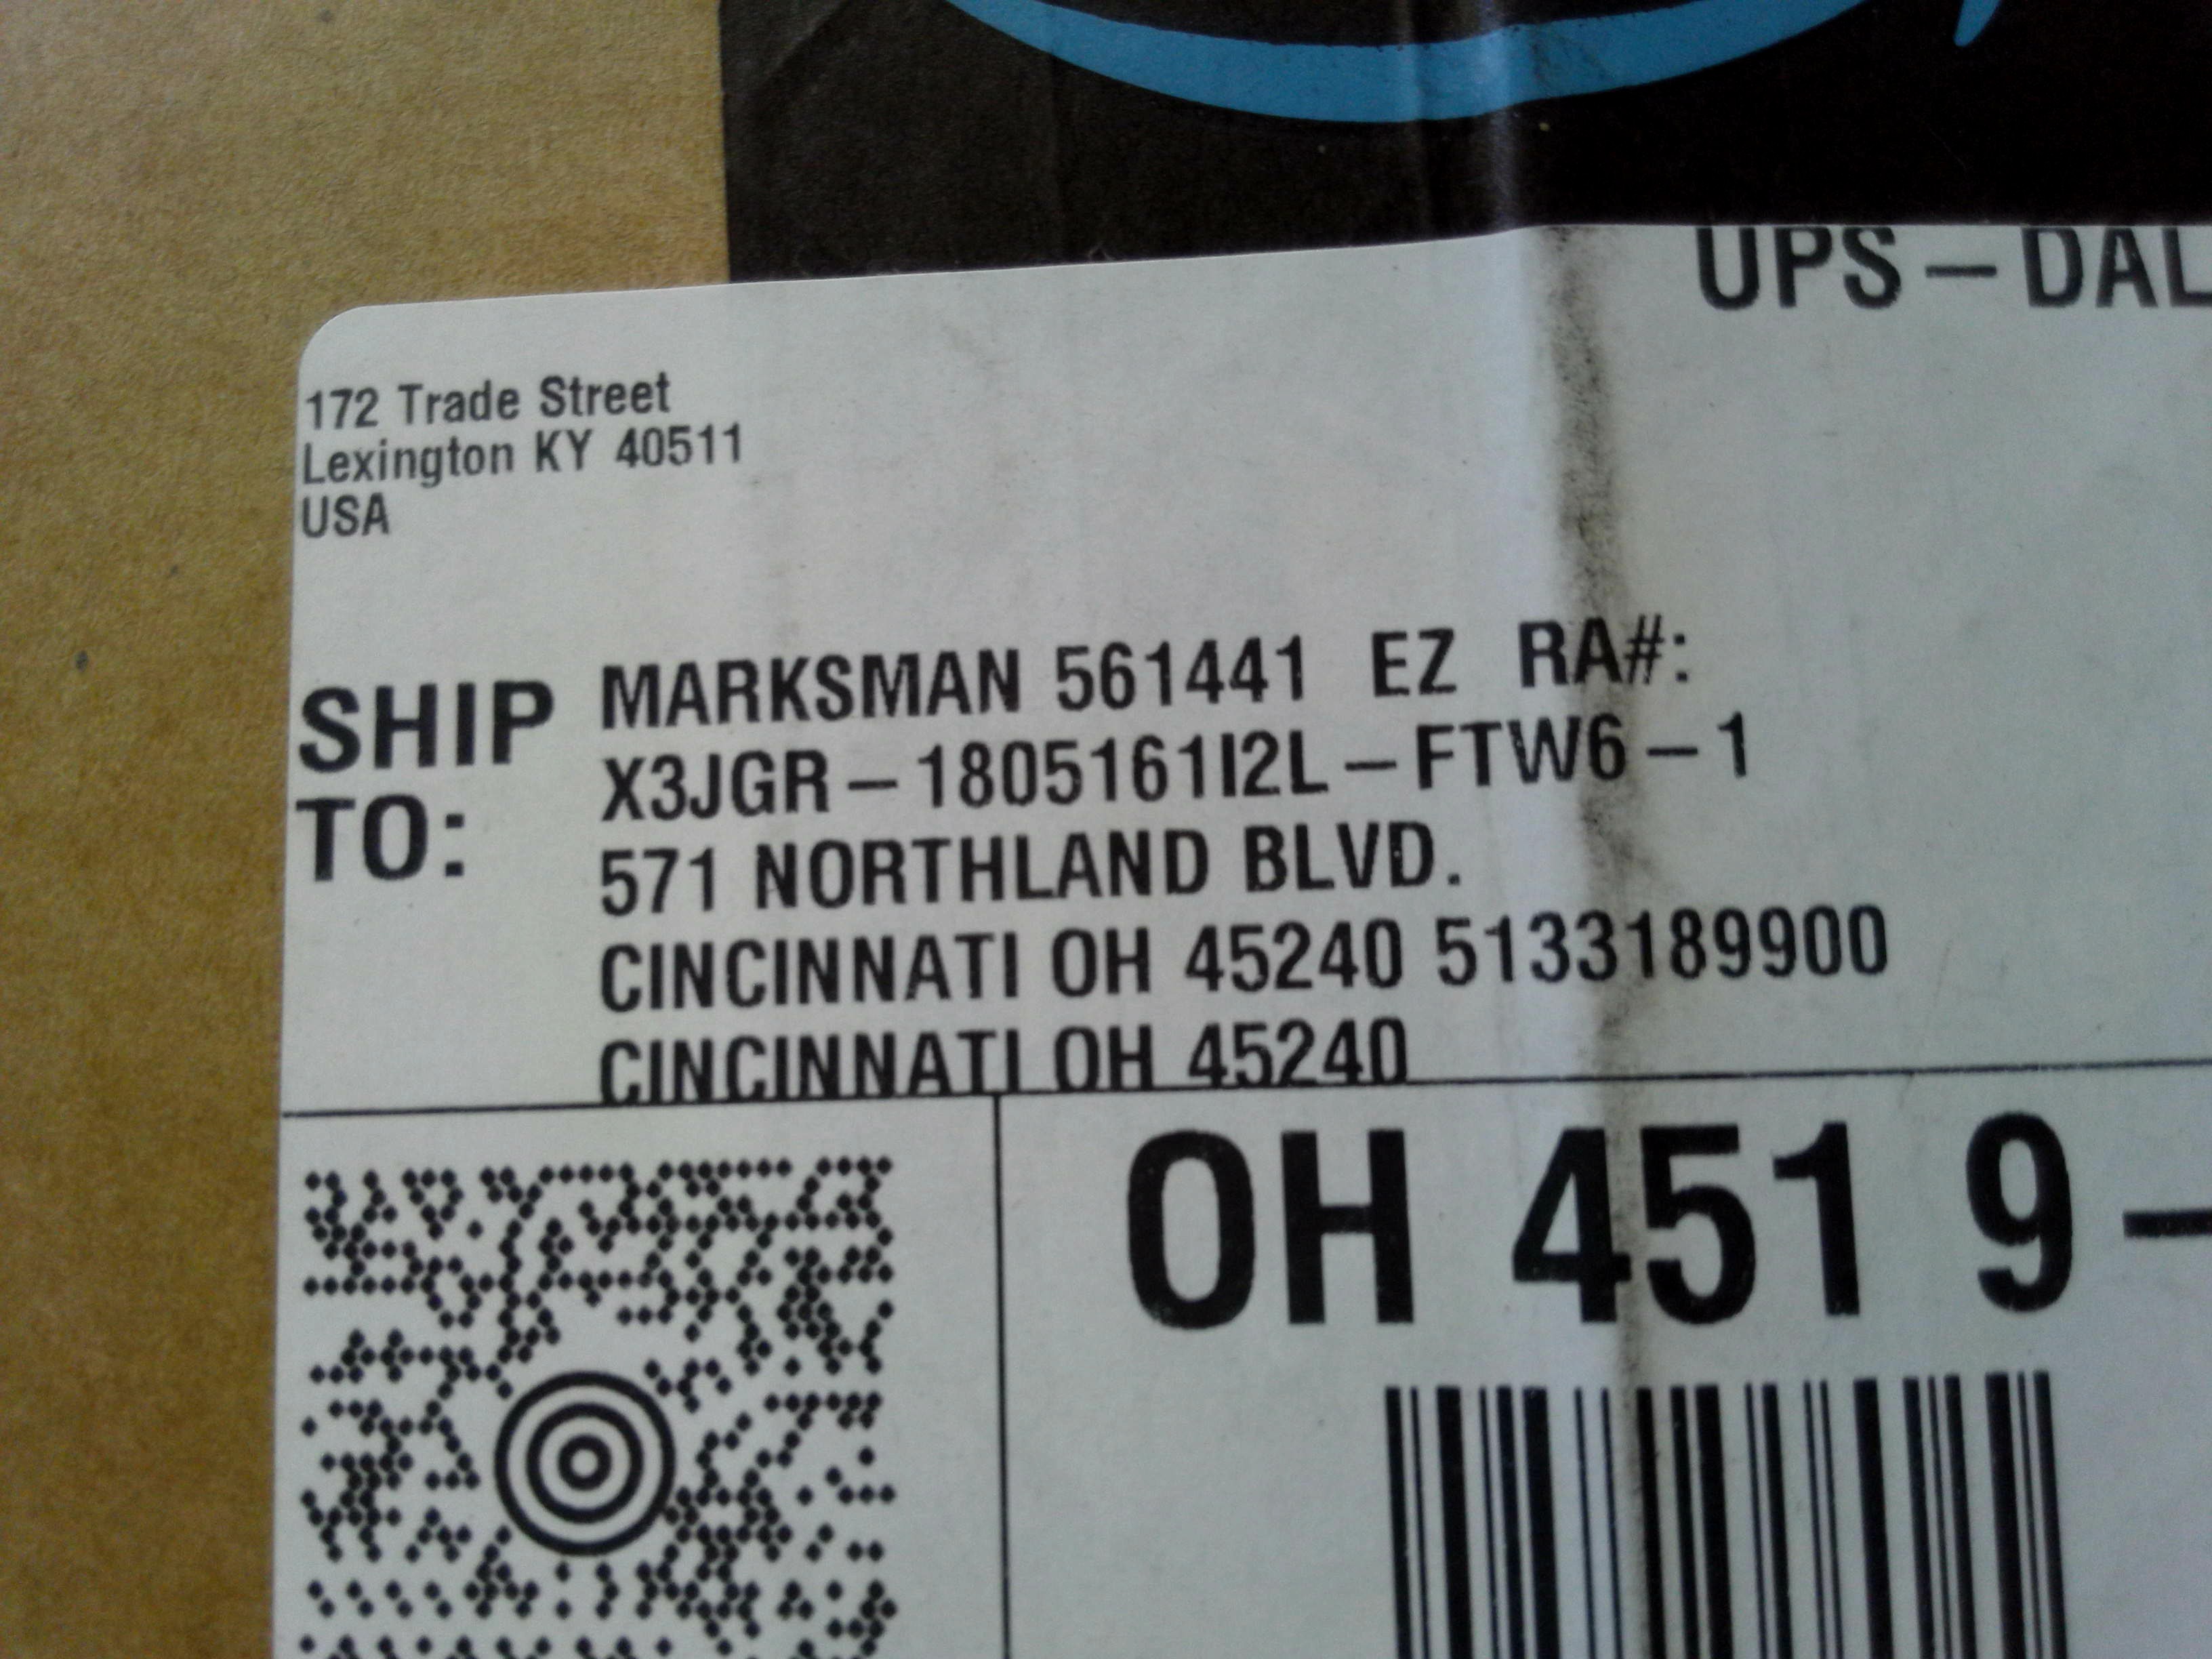 UPS – DAL
172 Trade Street
Lexington KY 40511
USA
SHIP TO:
MARKSMAN 561441 EZ RA#:
X3JGR – 1805161I2L – FTW6 – 1
571 NORTHLAND BLVD.
CINCINNATI OH 45240 5133189900
CINCINNATI OH 45240
OH 451 9 –